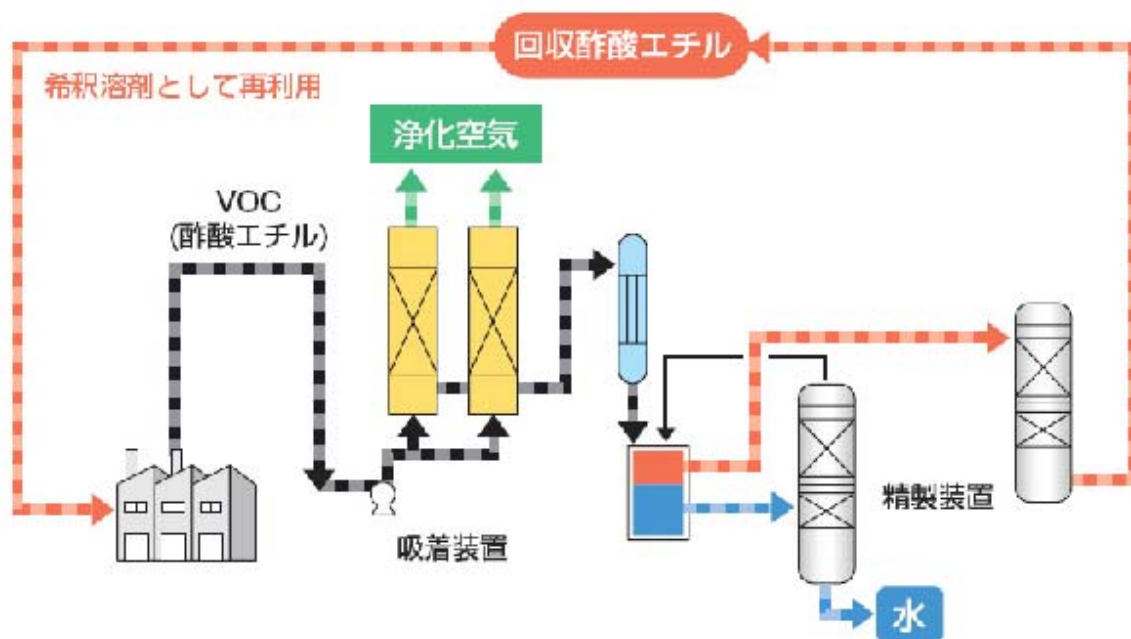 回収酢酸エチル
希釈溶剤として再利用
浄化空気
VOC
(酢酸エチル)
精製装置
吸着装置
水